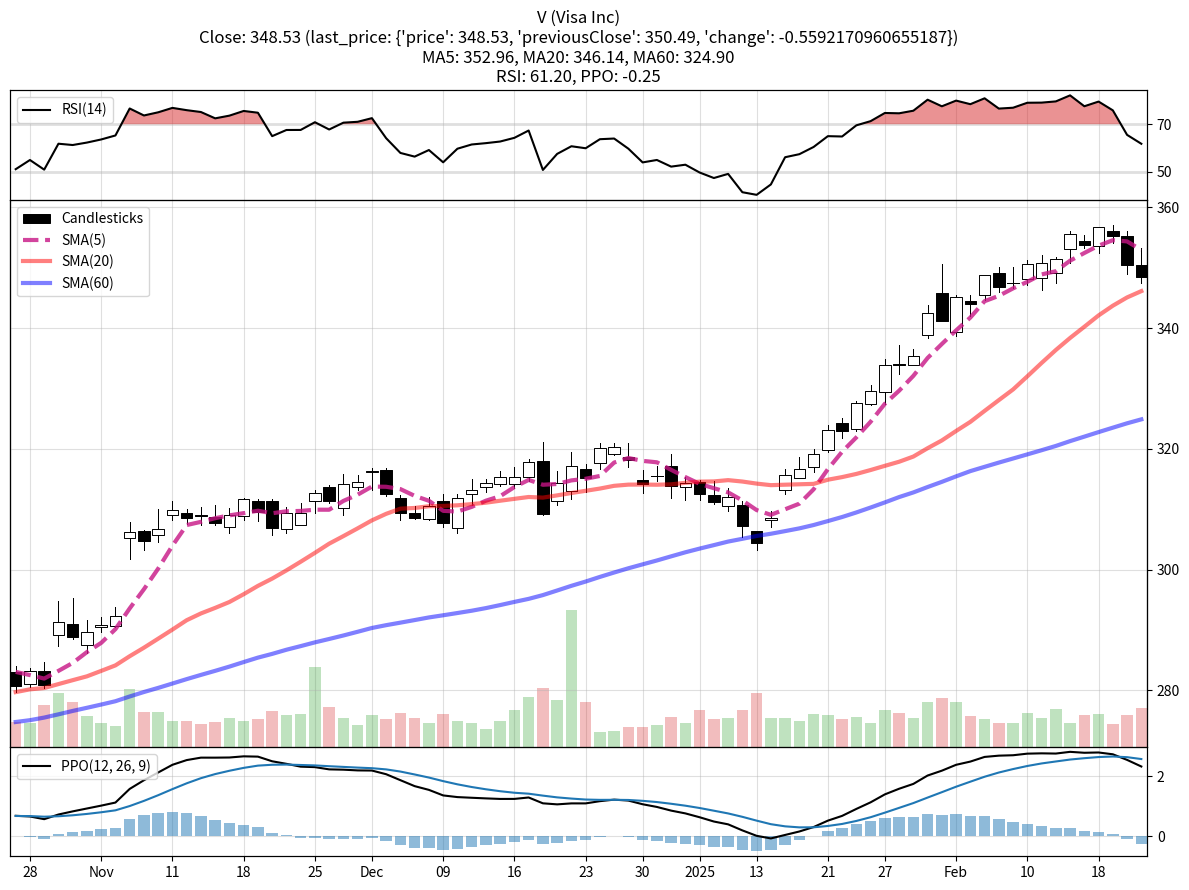 V (Visa Inc)
Close: 348.53 (last_price: {'price': 348.53, 'previousClose': 350.49, 'change': -0.5592170960655187})
MA5: 352.96, MA20: 346.14, MA60: 324.90
RSI: 61.20, PPO: -0.25
RSI(14)
70
50
Candlesticks
SMA(5)
SMA(20)
SMA(60)
360
340
320
300
280
PPO(12, 26, 9)
2
0
28 Nov 11 18 25 Dec 09 16 23 30 2025 13 21 27 Feb 10 18